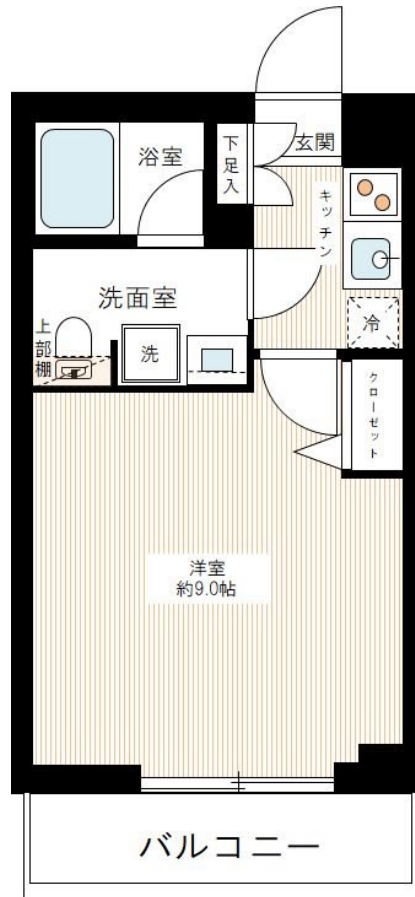 浴室
下足入
玄関
キッチン
洗面室
上部棚
洗
冷
クローゼット
洋室
約9.0帖
バルコニー